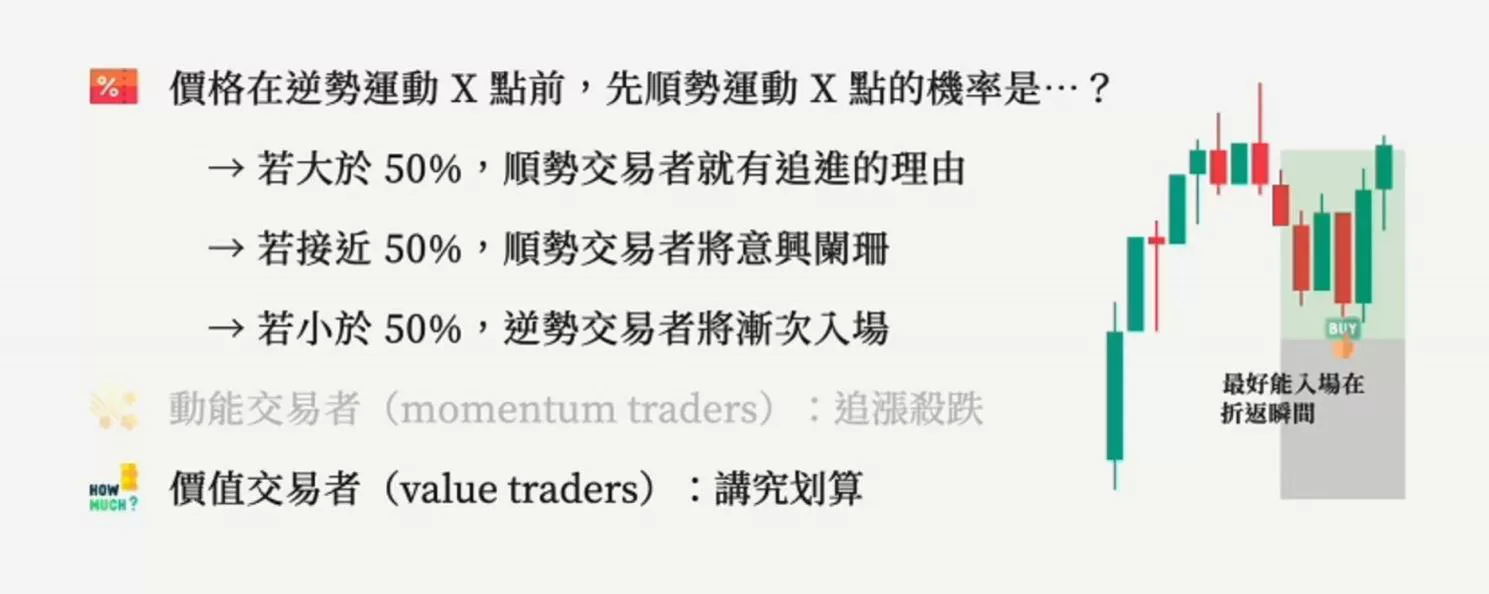 %
價格在逆勢運動 X 點前，先順勢運動 X 點的機率是…？
→ 若大於 50%，順勢交易者就有追進的理由
→ 若接近 50%，順勢交易者將意興闌珊
→ 若小於 50%，逆勢交易者將漸次入場
動能交易者（momentum traders）：追漲殺跌
HOW
MUCH?
價值交易者（value traders）：講究划算
BUY
最好能入場在
折返瞬間